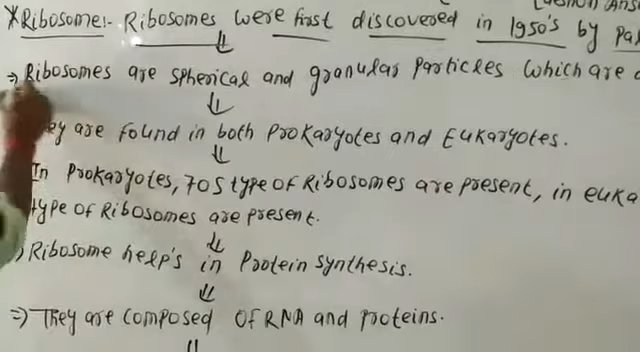 Lesson Ans
*Ribosome:- Ribosomes were first discovered in 1950's by
⇒ Ribosomes are spherical and granular particles which are
are found in both Prokaryotes and Eukaryotes.
In Prokaryotes, 70S type of Ribosomes are present, in euka
type of Ribosomes are present.
Ribosome help's in Protein synthesis.
⇒ They are composed of RNA and proteins.